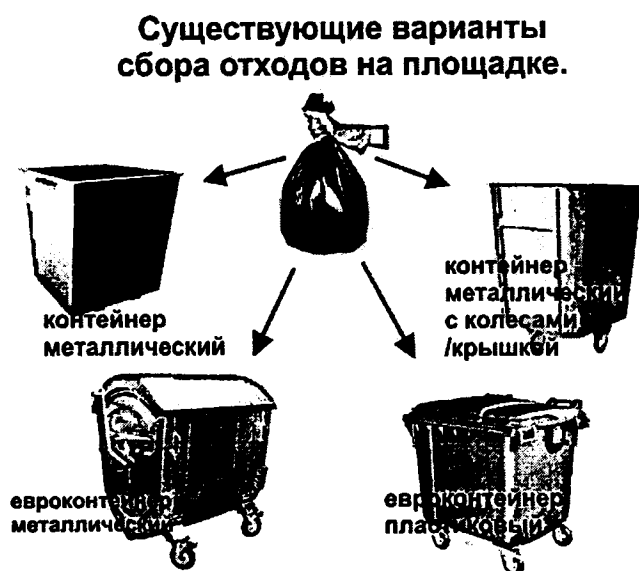 Существующие варианты
сбора отходов на площадке.
контейнер
металлический
с колесами
/крышкой
контейнер
металлический
евроконтейнер
металлический
евроконтейнер
пластиковый